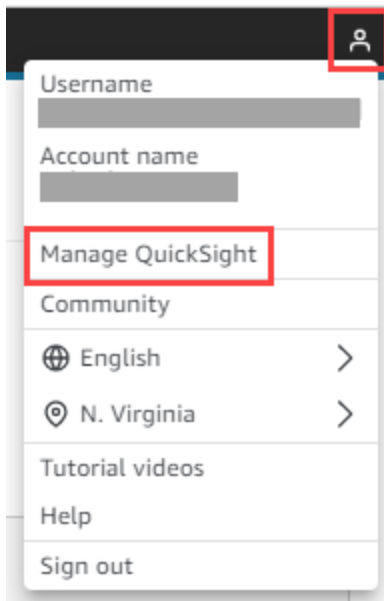 Username
Account name
Manage QuickSight
Community
English
N. Virginia
Tutorial videos
Help
Sign out